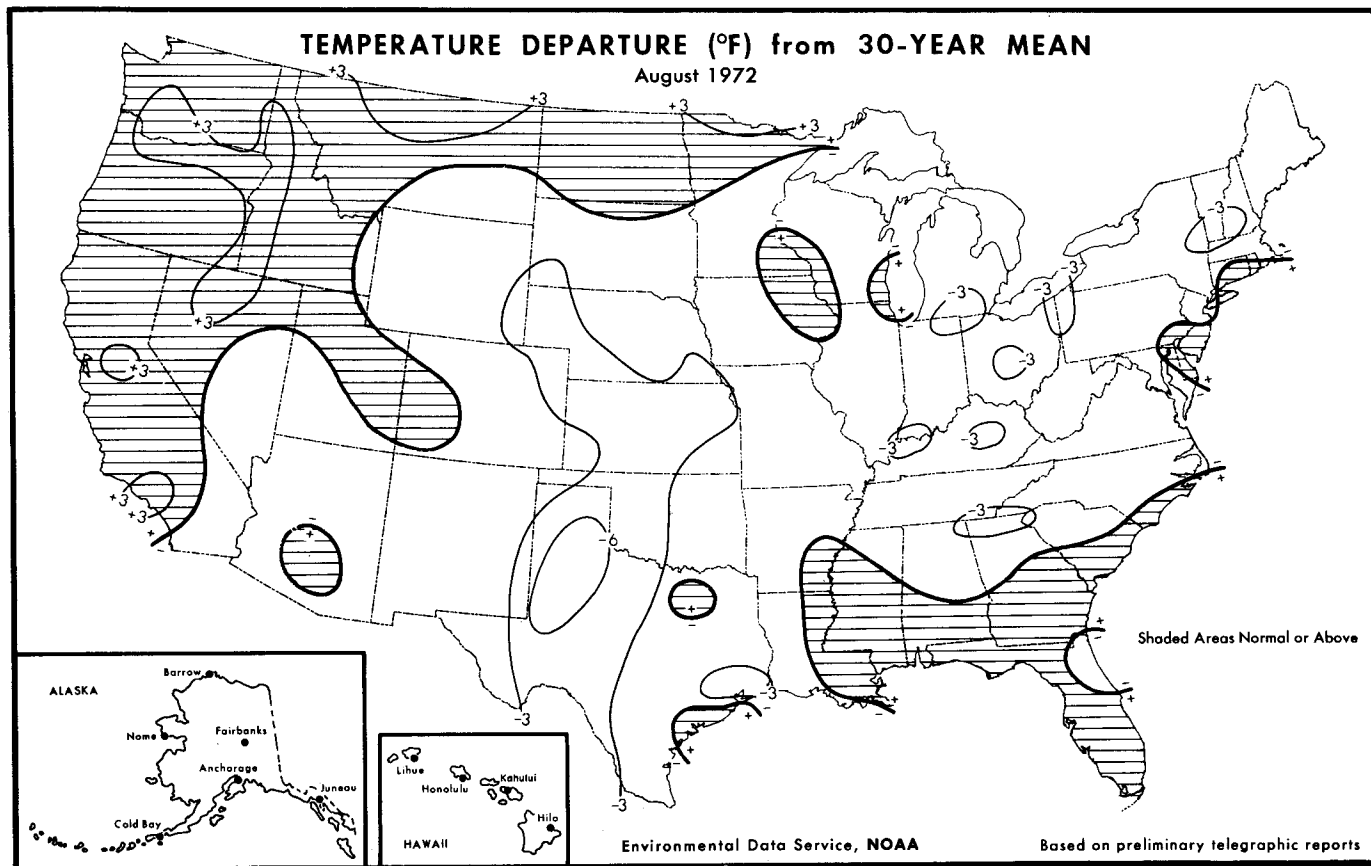 TEMPERATURE DEPARTURE (°F) from 30-YEAR MEAN
August 1972
+3
+3
+3
+3
+3
+
-
-3
-
+
-
+
+
-3
-3
-
+
+3
+3
-3
-
+
-3
-3
+3
+3
+
-
+
-3
-
+
-6
+
-
+
-
Shaded Areas Normal or Above
-3
-
+
-3
-
+
-
+
+
-
-3
ALASKA
Barrow
Nome
Fairbanks
Anchorage
Juneau
Cold Bay
Lihue
Honolulu
Kahului
Hilo
HAWAII
Environmental Data Service, NOAA
Based on preliminary telegraphic reports